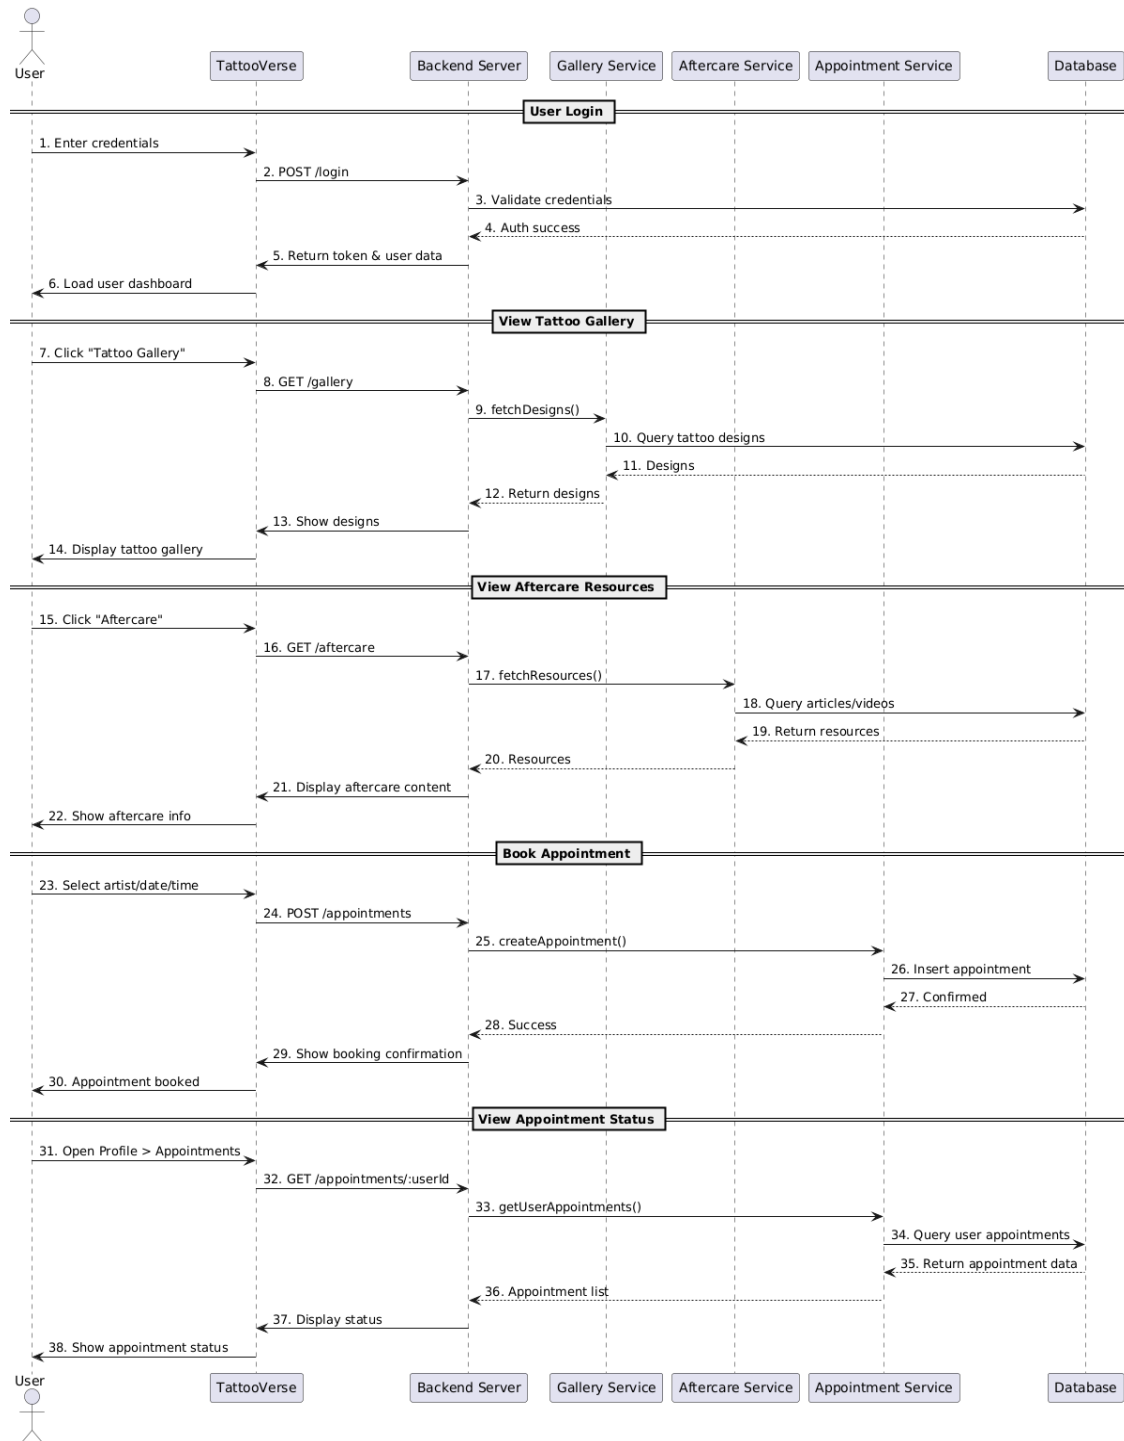 User
TattooVerse
Backend Server
Gallery Service
Aftercare Service
Appointment Service
Database
User Login
1. Enter credentials
2. POST /login
3. Validate credentials
4. Auth success
5. Return token & user data
6. Load user dashboard
View Tattoo Gallery
7. Click "Tattoo Gallery"
8. GET /gallery
9. fetchDesigns()
10. Query tattoo designs
11. Designs
12. Return designs
13. Show designs
14. Display tattoo gallery
View Aftercare Resources
15. Click "Aftercare"
16. GET /aftercare
17. fetchResources()
18. Query articles/videos
19. Return resources
20. Resources
21. Display aftercare content
22. Show aftercare info
Book Appointment
23. Select artist/date/time
24. POST /appointments
25. createAppointment()
26. Insert appointment
27. Confirmed
28. Success
29. Show booking confirmation
30. Appointment booked
View Appointment Status
31. Open Profile > Appointments
32. GET /appointments/:userId
33. getUserAppointments()
34. Query user appointments
35. Return appointment data
36. Appointment list
37. Display status
38. Show appointment status
User
TattooVerse
Backend Server
Gallery Service
Aftercare Service
Appointment Service
Database